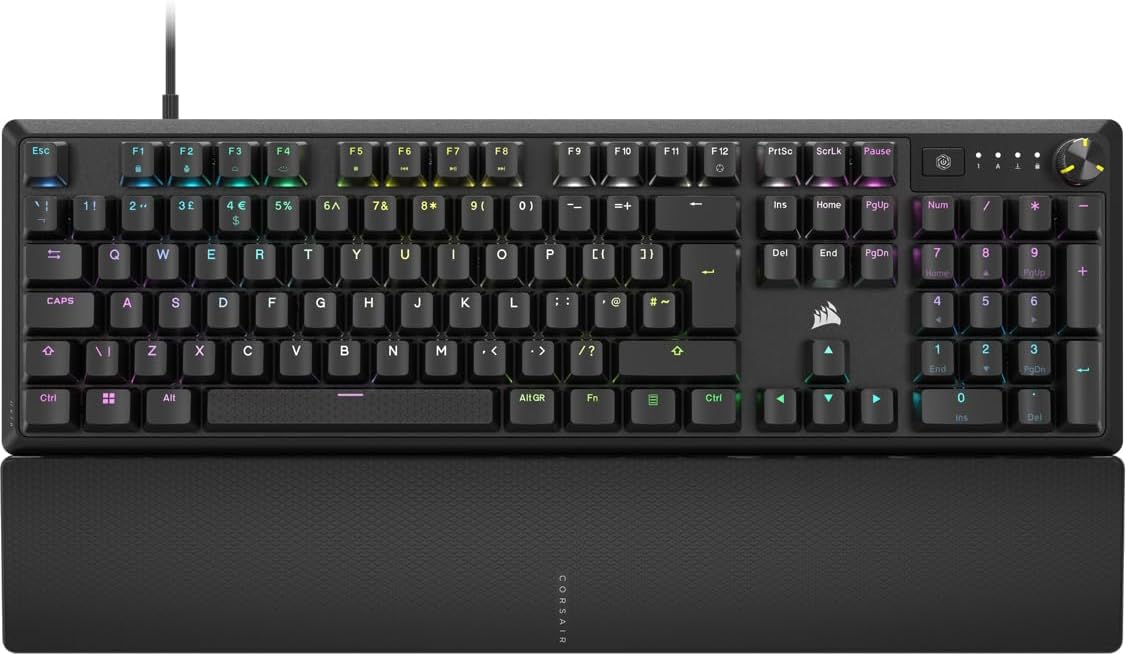 Esc F1 F2 F3 F4 F5 F6 F7 F8 F9 F10 F11 F12 PrtSc ScrLk Pause
` ¦ ¬ 1 ! 2 " 3 £ 4 € $ 5 % 6 ^ 7 & 8 * 9 ( 0 ) - _ = + ← Ins Home PgUp Num / * -
Q W E R T Y U I O P [ { ] } Del End PgDn 7 Home 8 9 PgUp +
CAPS A S D F G H J K L ; : ' @ # ~ 4 5 6
\ | Z X C V B N M , < . > / ? 1 End 2 3 PgDn
Ctrl Alt Alt GR Fn Ctrl 0 Ins . Del
CORSAIR